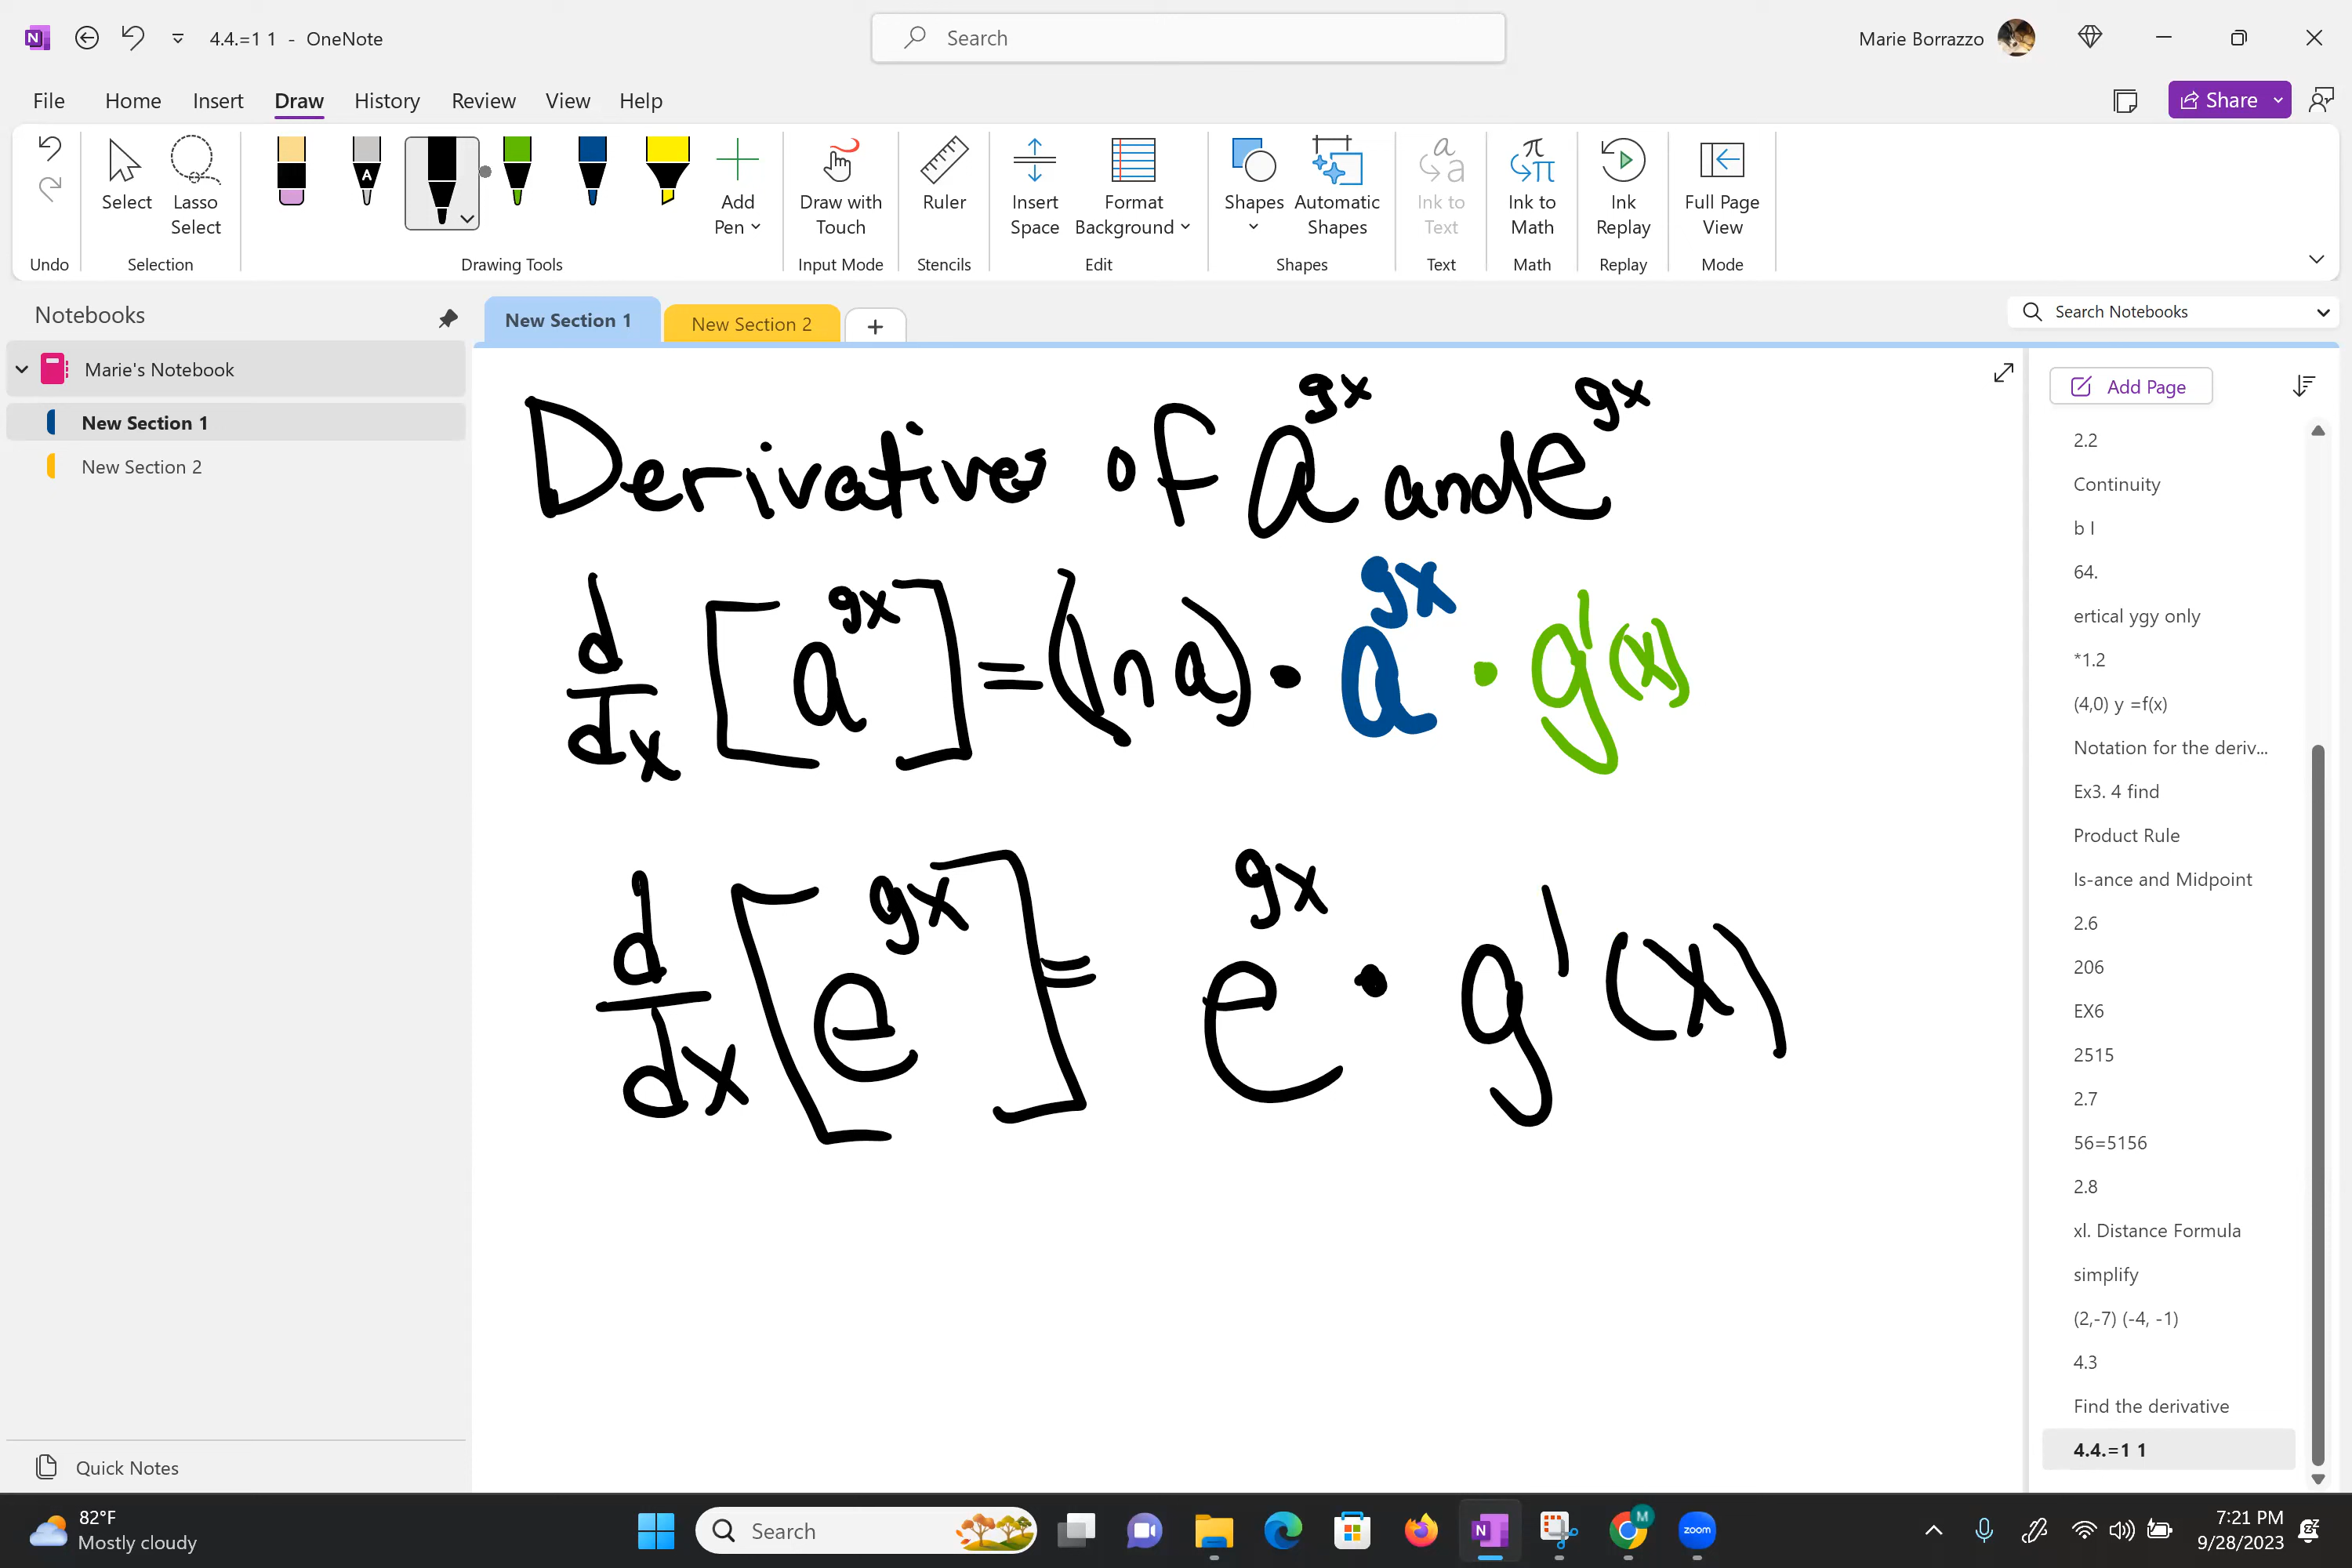 4.4.=1 1 - OneNote
Search
Marie Borrazzo
File Home Insert Draw History Review View Help
Share
Undo
Select
Lasso Select
Selection
A
Drawing Tools
Add Pen
Draw with Touch
Input Mode
Ruler
Stencils
Insert Space
Format Background
Edit
Shapes
Automatic Shapes
Shapes
Ink to Text
Text
Ink to Math
Math
Ink Replay
Replay
Full Page View
Mode
Notebooks
Marie's Notebook
New Section 1
New Section 2
Quick Notes
New Section 1 New Section 2 +
Search Notebooks
Derivatives of a^gx and e^gx
d/dx [a^gx] = (ln a) • a^gx • g'(x)
d/dx [e^gx] = e^gx • g'(x)
Add Page
2.2
Continuity
b I
64.
ertical ygy only
*1.2
(4,0) y =f(x)
Notation for the deriv...
Ex3. 4 find
Product Rule
Is-ance and Midpoint
2.6
206
EX6
2515
2.7
56=5156
2.8
xl. Distance Formula
simplify
(2,-7) (-4, -1)
4.3
Find the derivative
4.4.=1 1
82°F
Mostly cloudy
Search
M
zoom
7:21 PM
9/28/2023